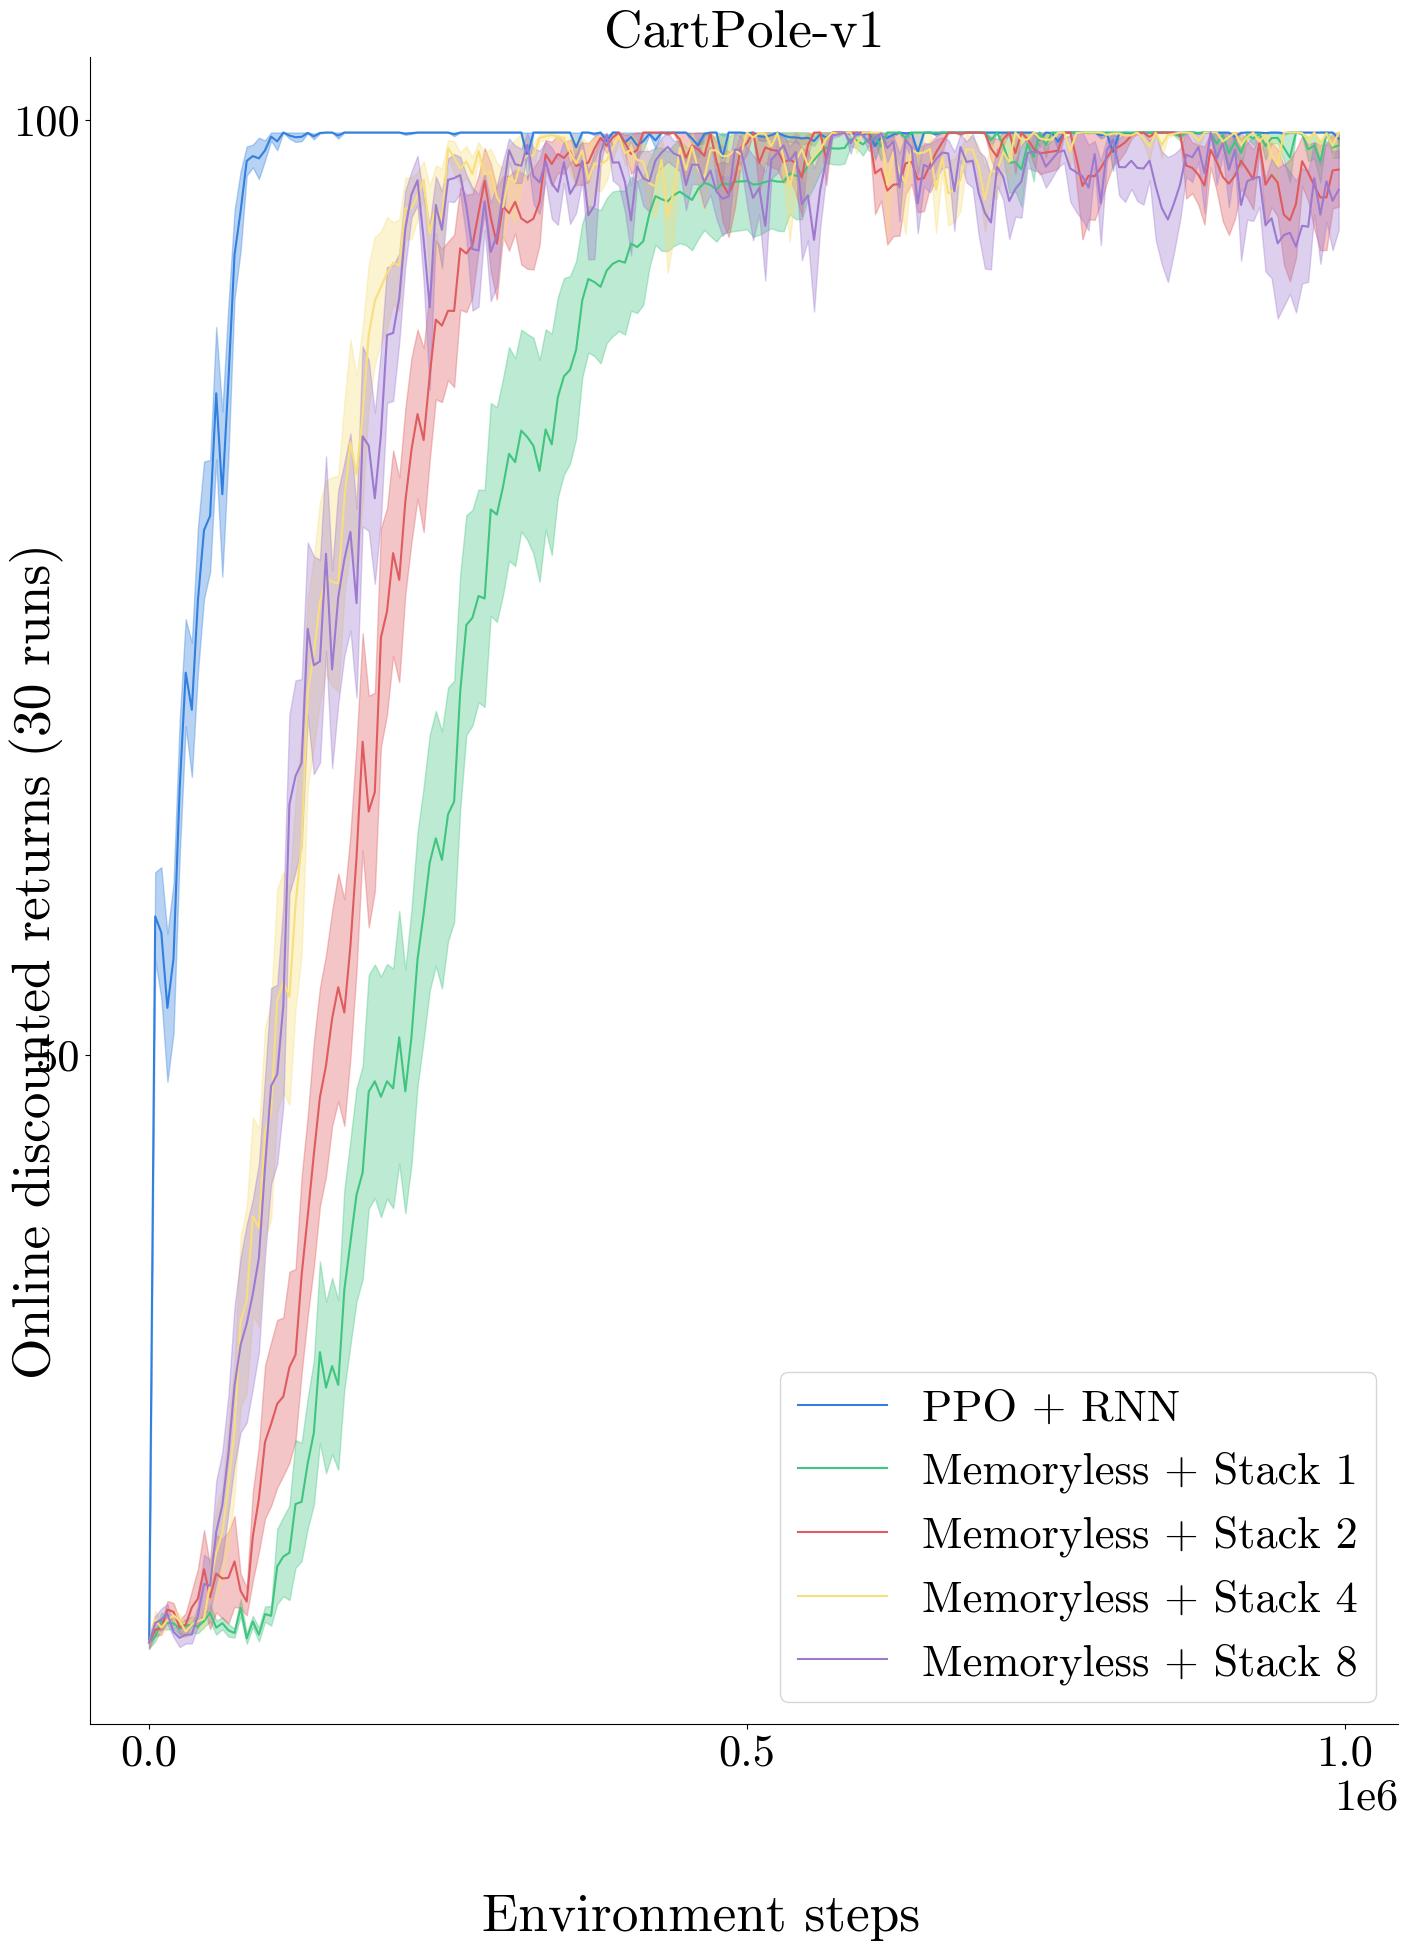 CartPole-v1
Online discounted returns (30 runs)
100
50
PPO + RNN
Memoryless + Stack 1
Memoryless + Stack 2
Memoryless + Stack 4
Memoryless + Stack 8
0.0 0.5 1.0
1e6
Environment steps